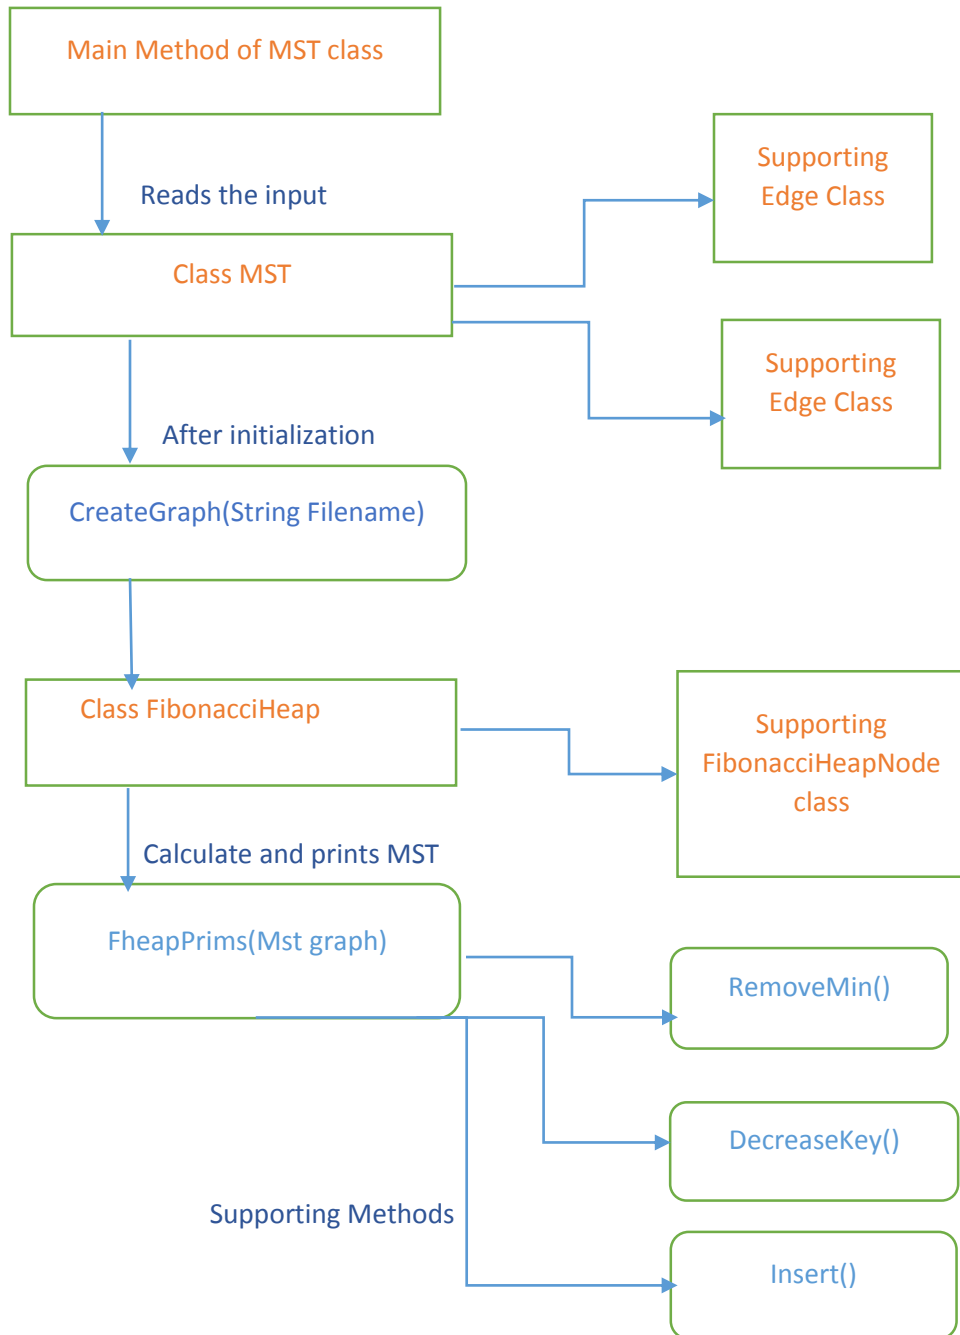 Main Method of MST class
Reads the input
Supporting
Edge Class
Class MST
Supporting
Edge Class
After initialization
CreateGraph(String Filename)
Class FibonacciHeap
Supporting
FibonacciHeapNode
class
Calculate and prints MST
FheapPrims(Mst graph)
RemoveMin()
DecreaseKey()
Supporting Methods
Insert()